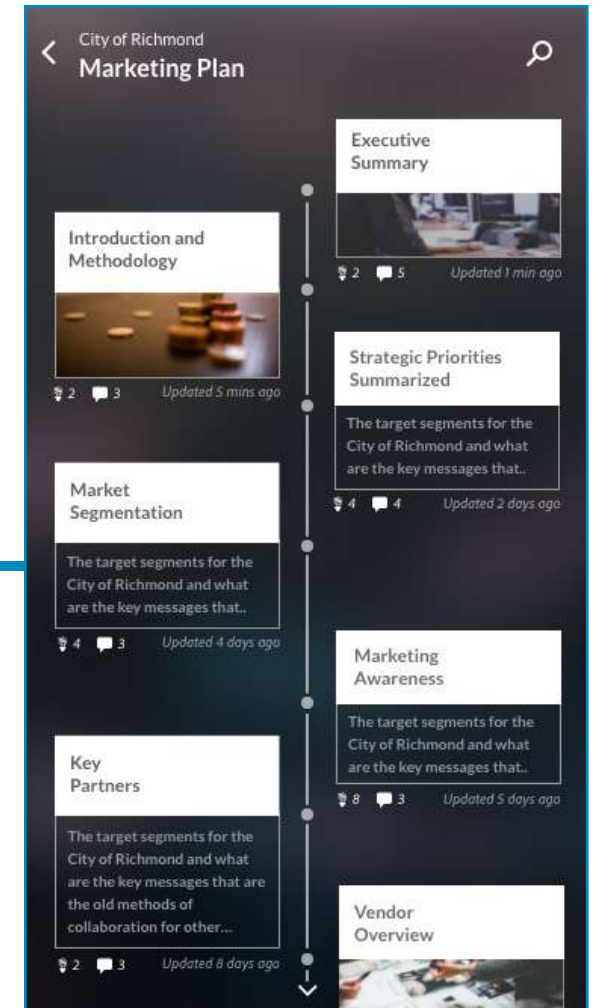 City of Richmond
Marketing Plan
Executive
Summary
2 5 Updated 1 min ago
Introduction and
Methodology
2 3 Updated 5 mins ago
Strategic Priorities
Summarized
The target segments for the
City of Richmond and what
are the key messages that..
4 4 Updated 2 days ago
Market
Segmentation
The target segments for the
City of Richmond and what
are the key messages that..
4 3 Updated 4 days ago
Marketing
Awareness
The target segments for the
City of Richmond and what
are the key messages that..
8 3 Updated 5 days ago
Key
Partners
The target segments for the
City of Richmond and what
are the key messages that are
the old methods of
collaboration for other...
2 3 Updated 8 days ago
Vendor
Overview